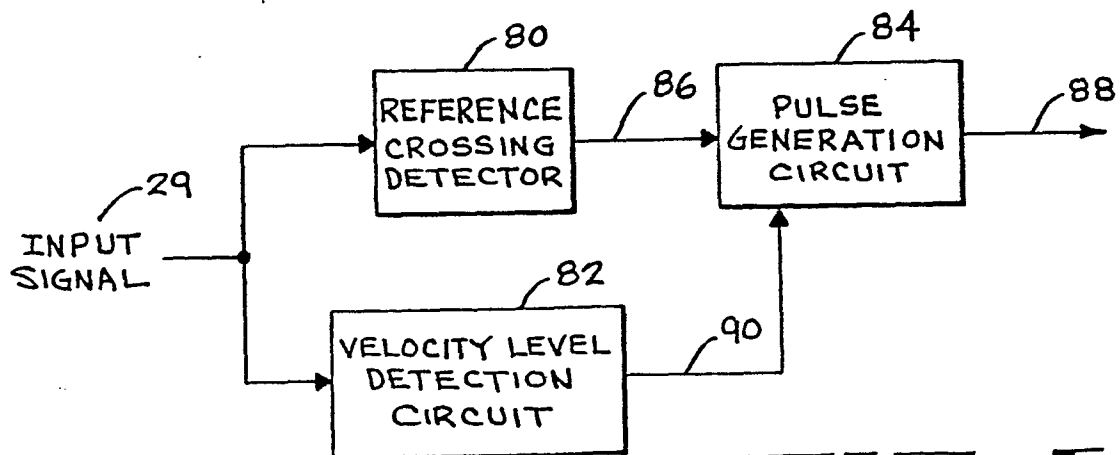 80
84
REFERENCE
CROSSING
DETECTOR
86
PULSE
GENERATION
CIRCUIT
88
29
INPUT
SIGNAL
82
VELOCITY LEVEL
DETECTION
CIRCUIT
90